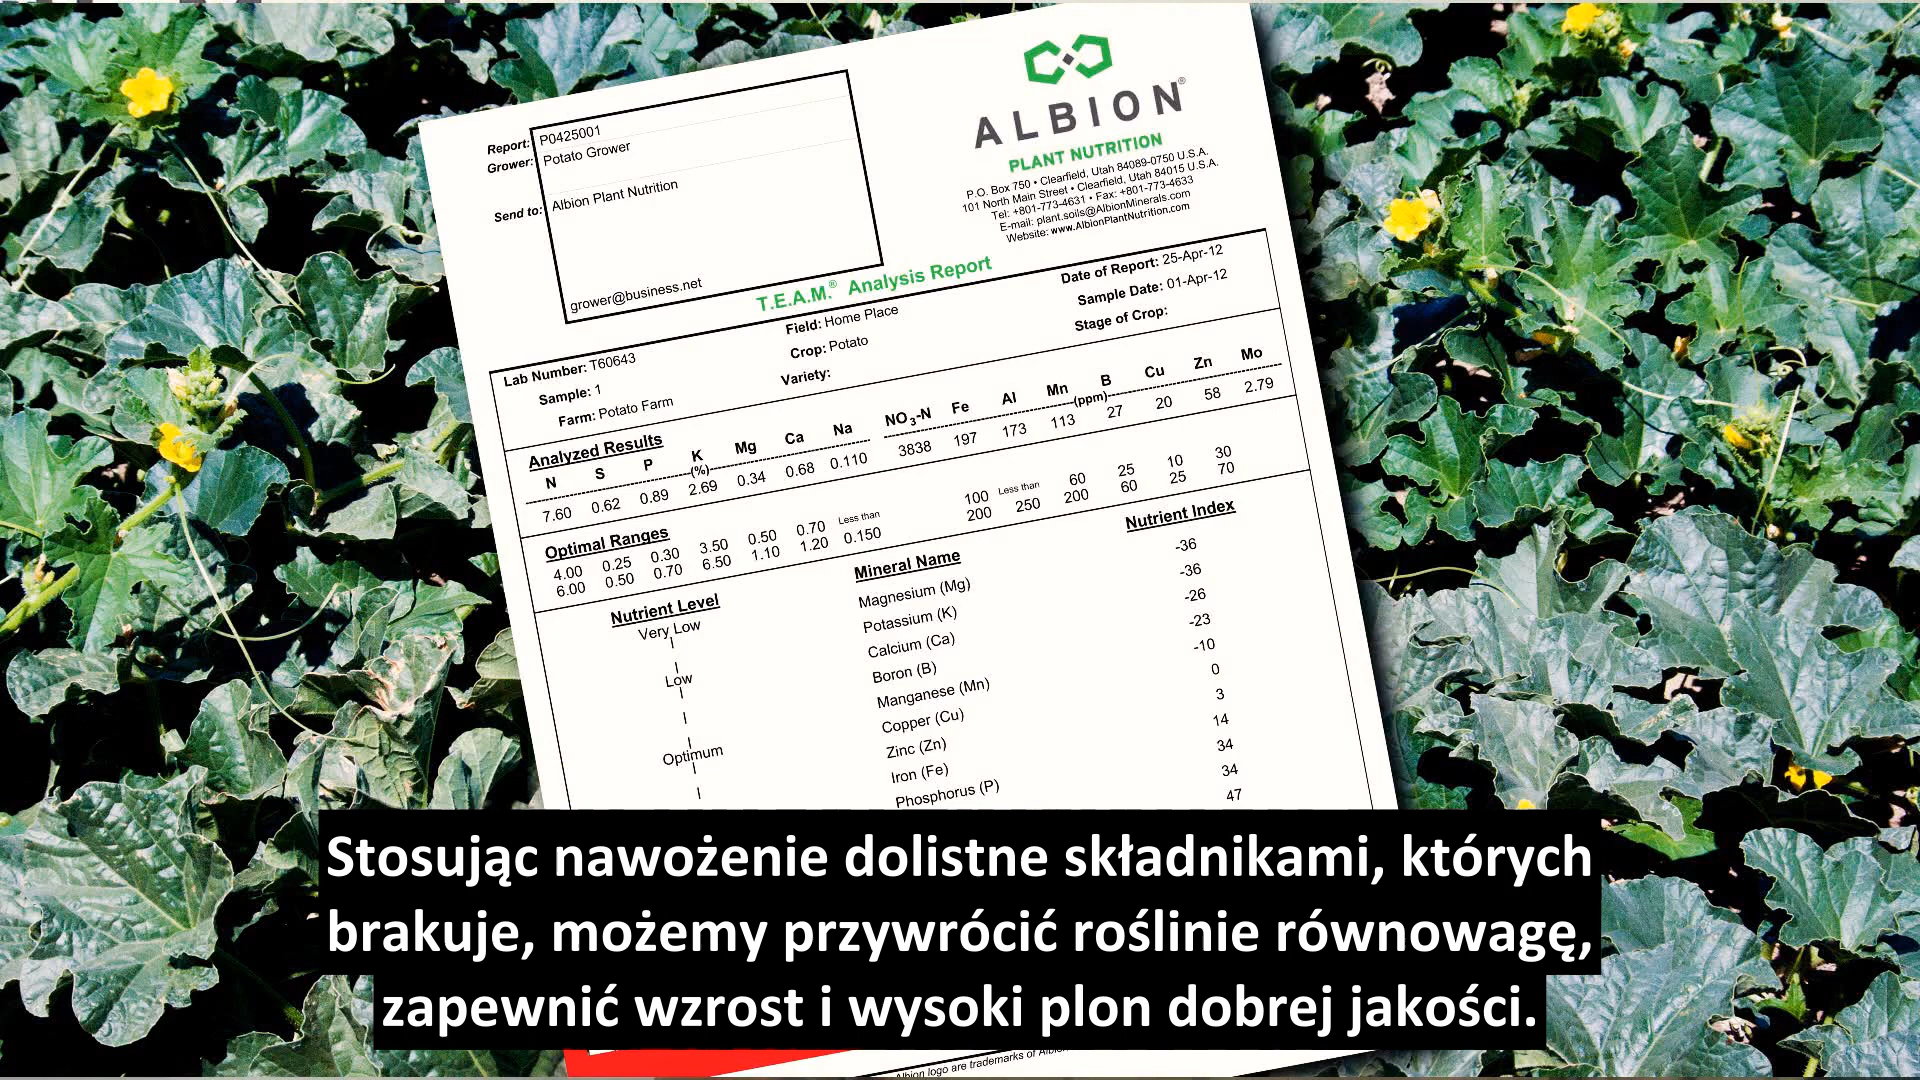 Report: P0425001
Grower: Potato Grower
Send to: Albion Plant Nutrition
grower@business.net
ALBION®
PLANT NUTRITION
P.O. Box 750 • Clearfield, Utah 84089-0750 U.S.A.
101 North Main Street • Clearfield, Utah 84015 U.S.A.
Tel: +801-773-4631 • Fax: +801-773-4633
E-mail: plant.soils@AlbionMinerals.com
Website: www.AlbionPlantNutrition.com
T.E.A.M.® Analysis Report
Lab Number: T60643 Field: Home Place Date of Report: 25-Apr-12
Sample: 1 Crop: Potato Sample Date: 01-Apr-12
Farm: Potato Farm Variety: Stage of Crop:
Analyzed Results
N S P K Mg Ca Na NO3-N Fe Al Mn B Cu Zn Mo
(%) (ppm)
7.60 0.62 0.89 2.69 0.34 0.68 0.110 3838 197 173 113 27 20 58 2.79
Optimal Ranges
4.00 0.25 0.30 3.50 0.50 0.70 Less than 100 Less than 60 25 10 30
6.00 0.50 0.70 6.50 1.10 1.20 0.150 200 250 200 60 25 70
Nutrient Level Mineral Name Nutrient Index
Very Low Magnesium (Mg) -36
Potassium (K) -36
Low Calcium (Ca) -26
Boron (B) -23
Manganese (Mn) -10
Optimum Copper (Cu) 0
Zinc (Zn) 3
Iron (Fe) 14
Phosphorus (P) 34
34
47
Stosując nawożenie dolistne składnikami, których
brakuje, możemy przywrócić roślinie równowagę,
zapewnić wzrost i wysoki plon dobrej jakości.
Albion logo are trademarks of